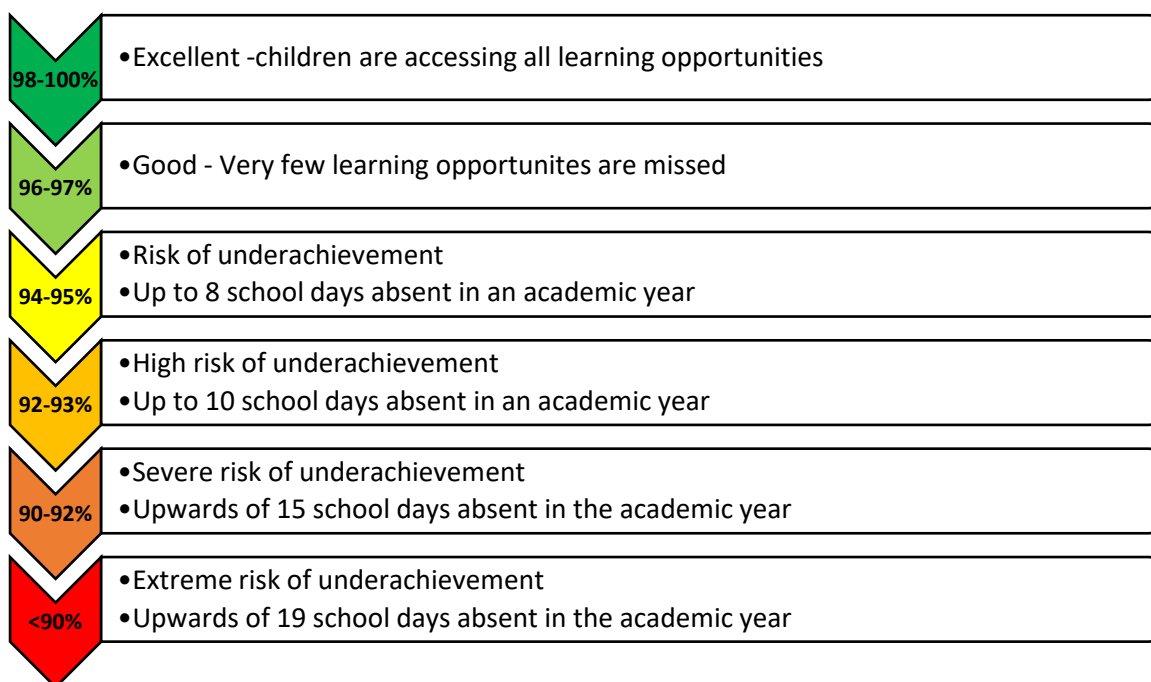 98-100%
•Excellent -children are accessing all learning opportunities
96-97%
•Good - Very few learning opportunites are missed
94-95%
•Risk of underachievement
•Up to 8 school days absent in an academic year
92-93%
•High risk of underachievement
•Up to 10 school days absent in an academic year
90-92%
•Severe risk of underachievement
•Upwards of 15 school days absent in the academic year
<90%
•Extreme risk of underachievement
•Upwards of 19 school days absent in the academic year